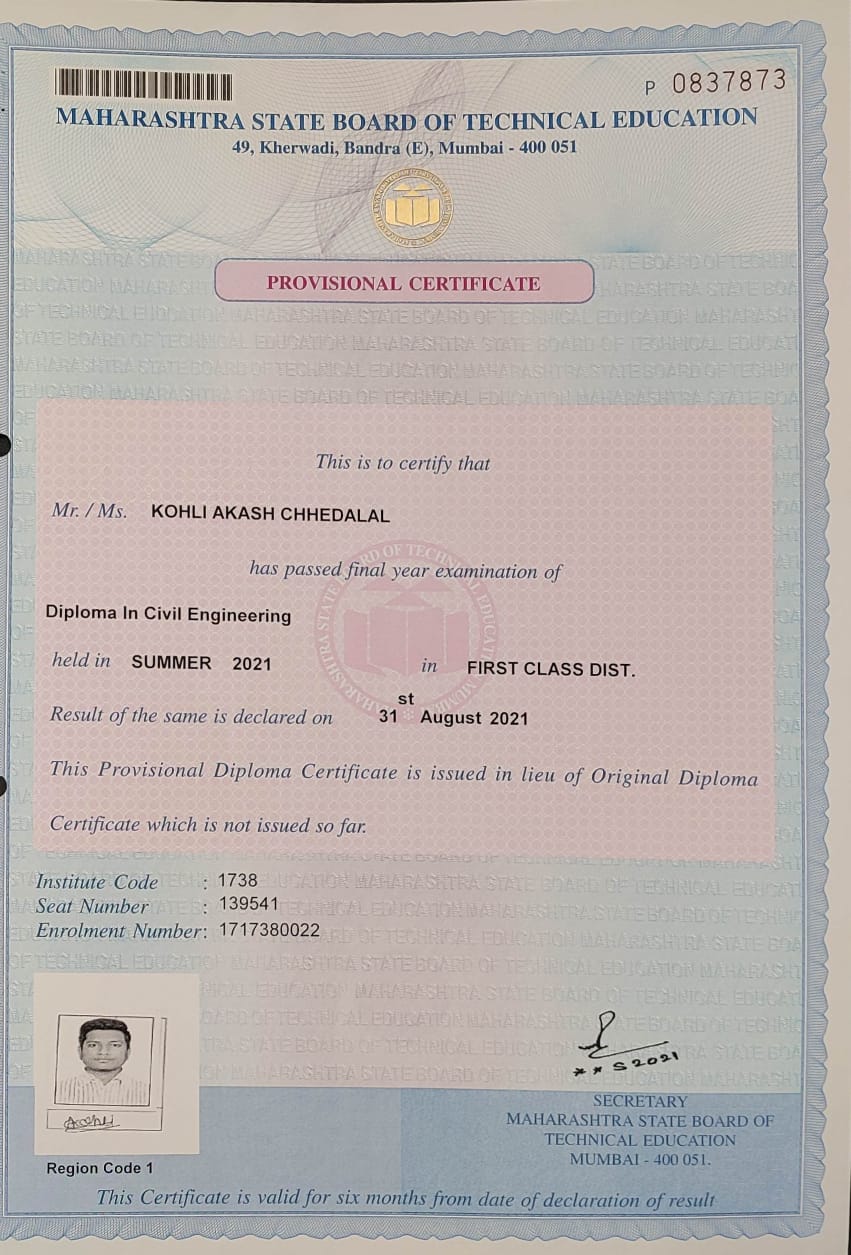 P 0837873
MAHARASHTRA STATE BOARD OF TECHNICAL EDUCATION
49, Kherwadi, Bandra (E), Mumbai - 400 051
PROVISIONAL CERTIFICATE
This is to certify that
Mr. / Ms. KOHLI AKASH CHHEDALAL
has passed final year examination of
Diploma In Civil Engineering
held in SUMMER 2021 in FIRST CLASS DIST.
Result of the same is declared on 31st August 2021
This Provisional Diploma Certificate is issued in lieu of Original Diploma
Certificate which is not issued so far.
Institute Code : 1738
Seat Number : 139541
Enrolment Number: 1717380022
* * S 2021
SECRETARY
MAHARASHTRA STATE BOARD OF
TECHNICAL EDUCATION
MUMBAI - 400 051.
Region Code 1
This Certificate is valid for six months from date of declaration of result